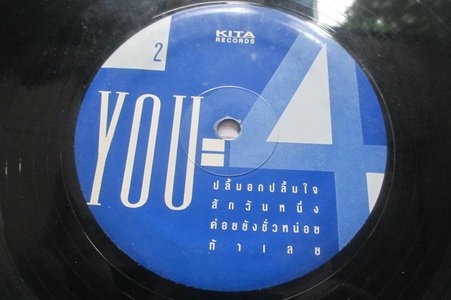 KITA
RECORDS
2
YOU=4
ปลื้มอกปลื้มใจ
สักวันหนึ่ง
ค่อยยังชั่วหน่อย
ท้าเลย